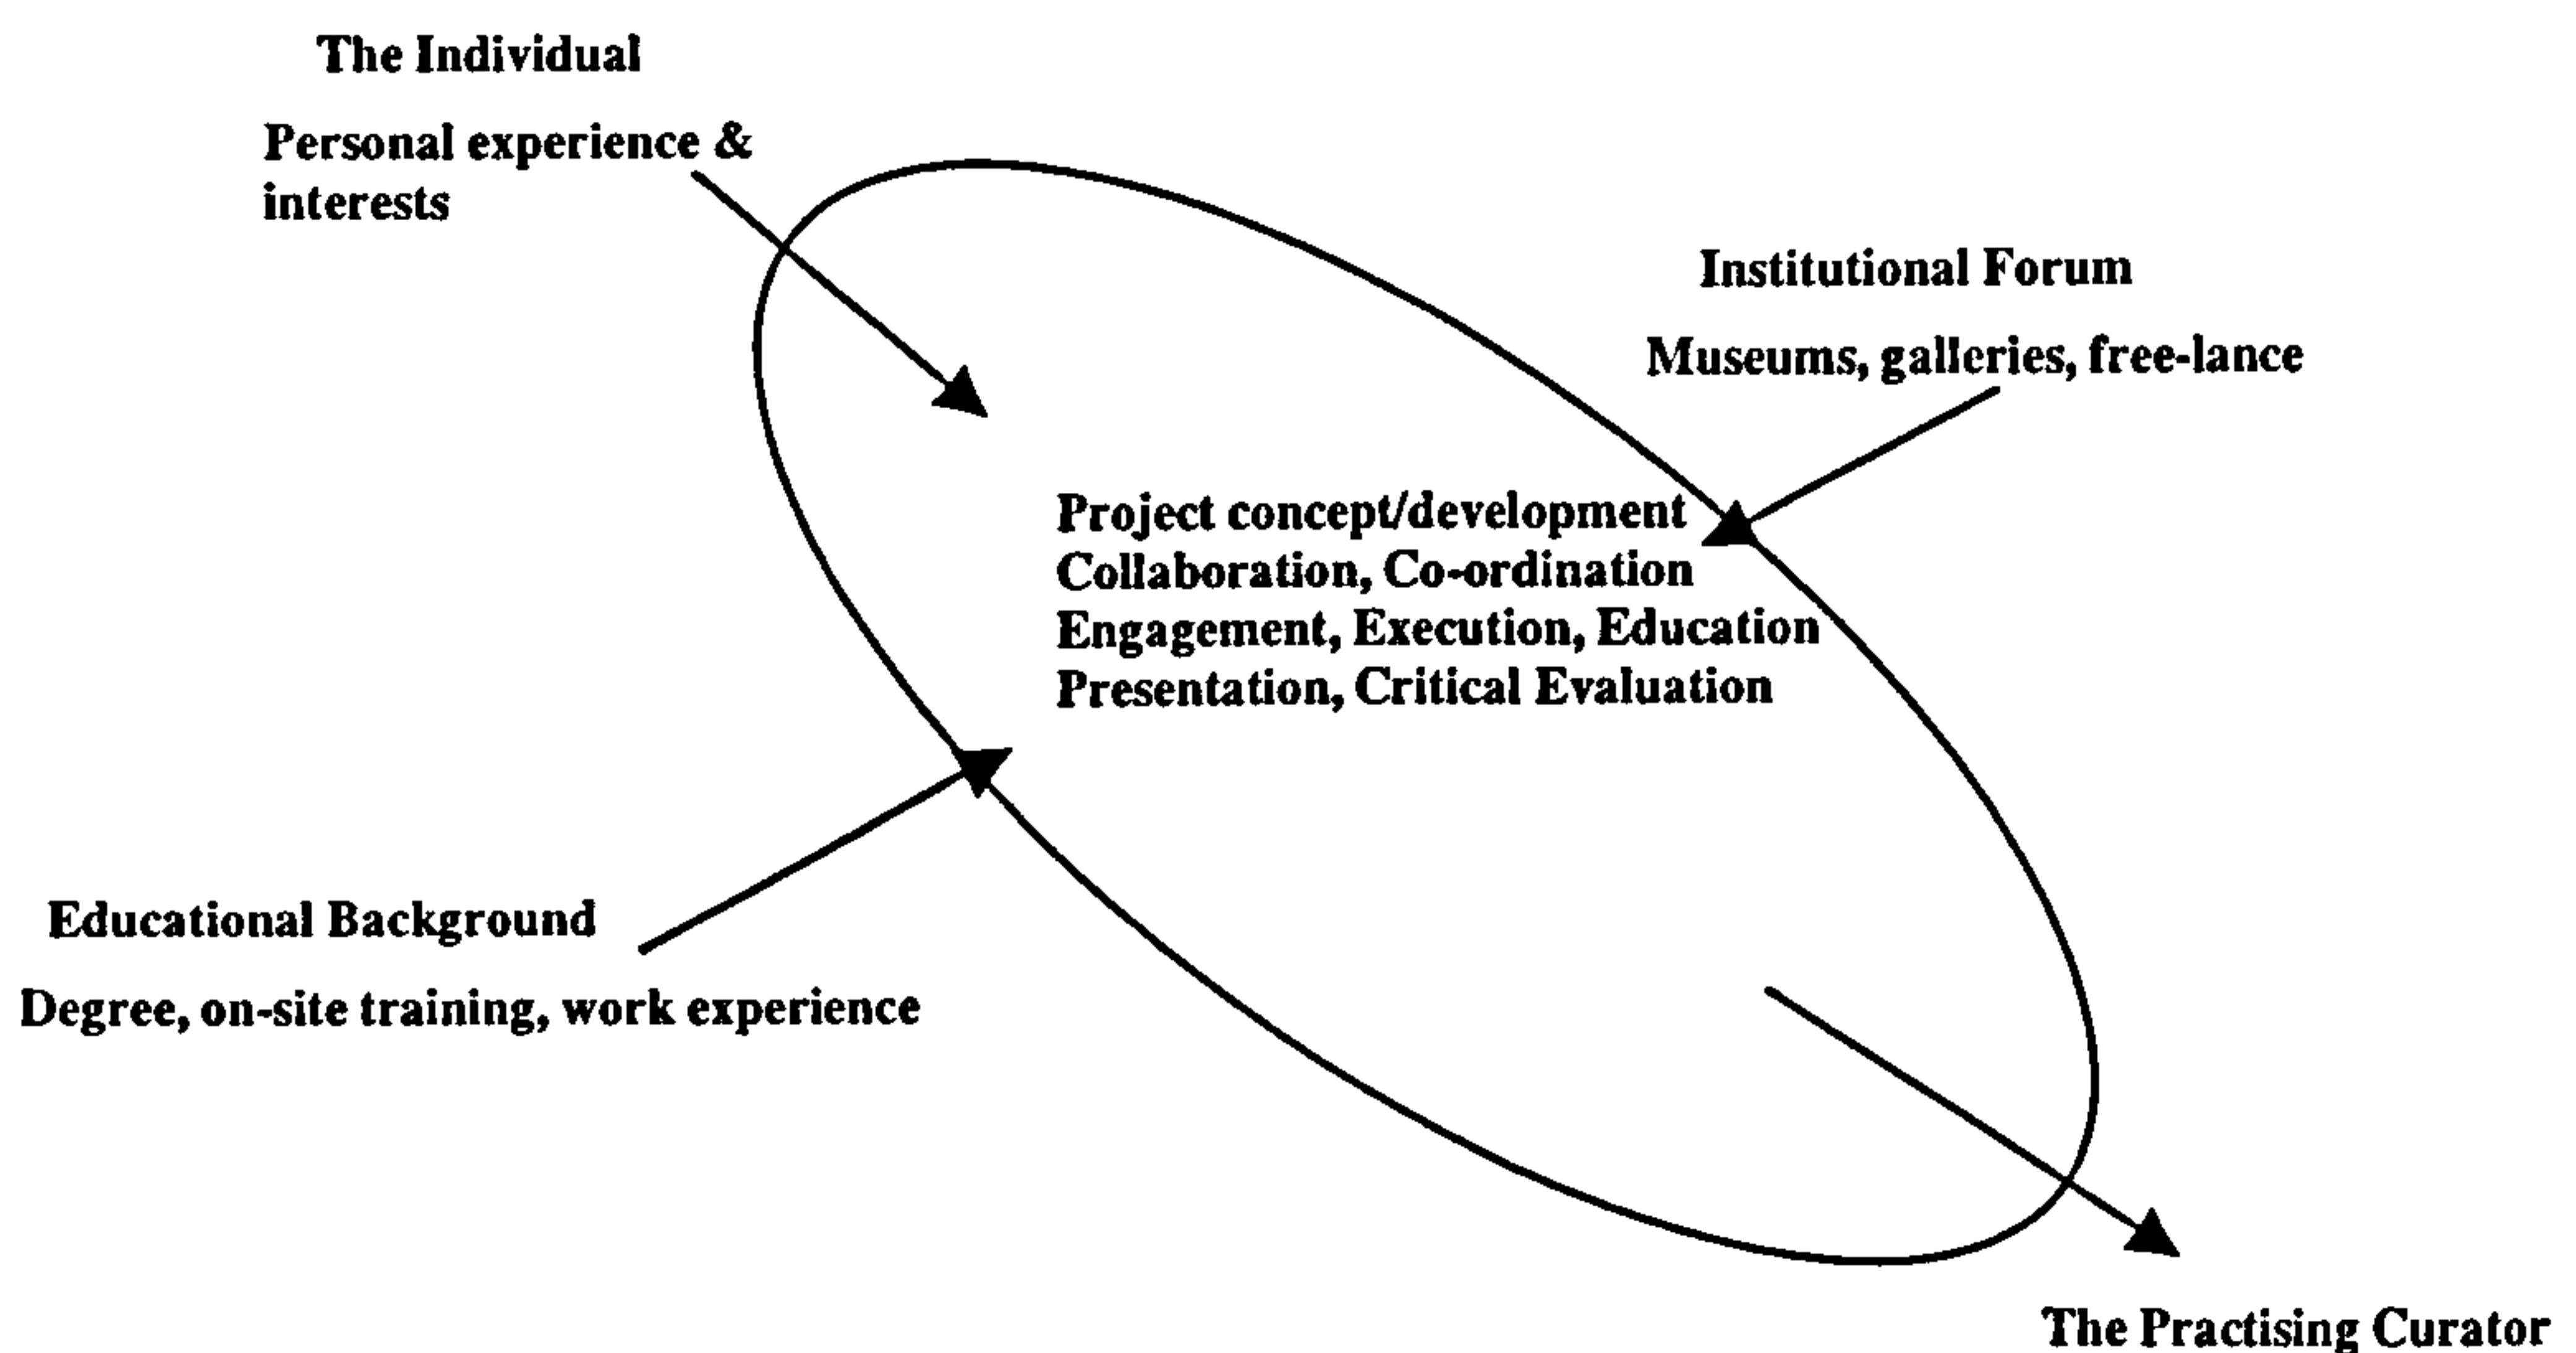 The Individual
Personal experience &
interests
Institutional Forum
Museums, galleries, free-lance
Project concept/development
Collaboration, Co-ordination
Engagement, Execution, Education
Presentation, Critical Evaluation
Educational Background
Degree, on-site training, work experience
The Practising Curator